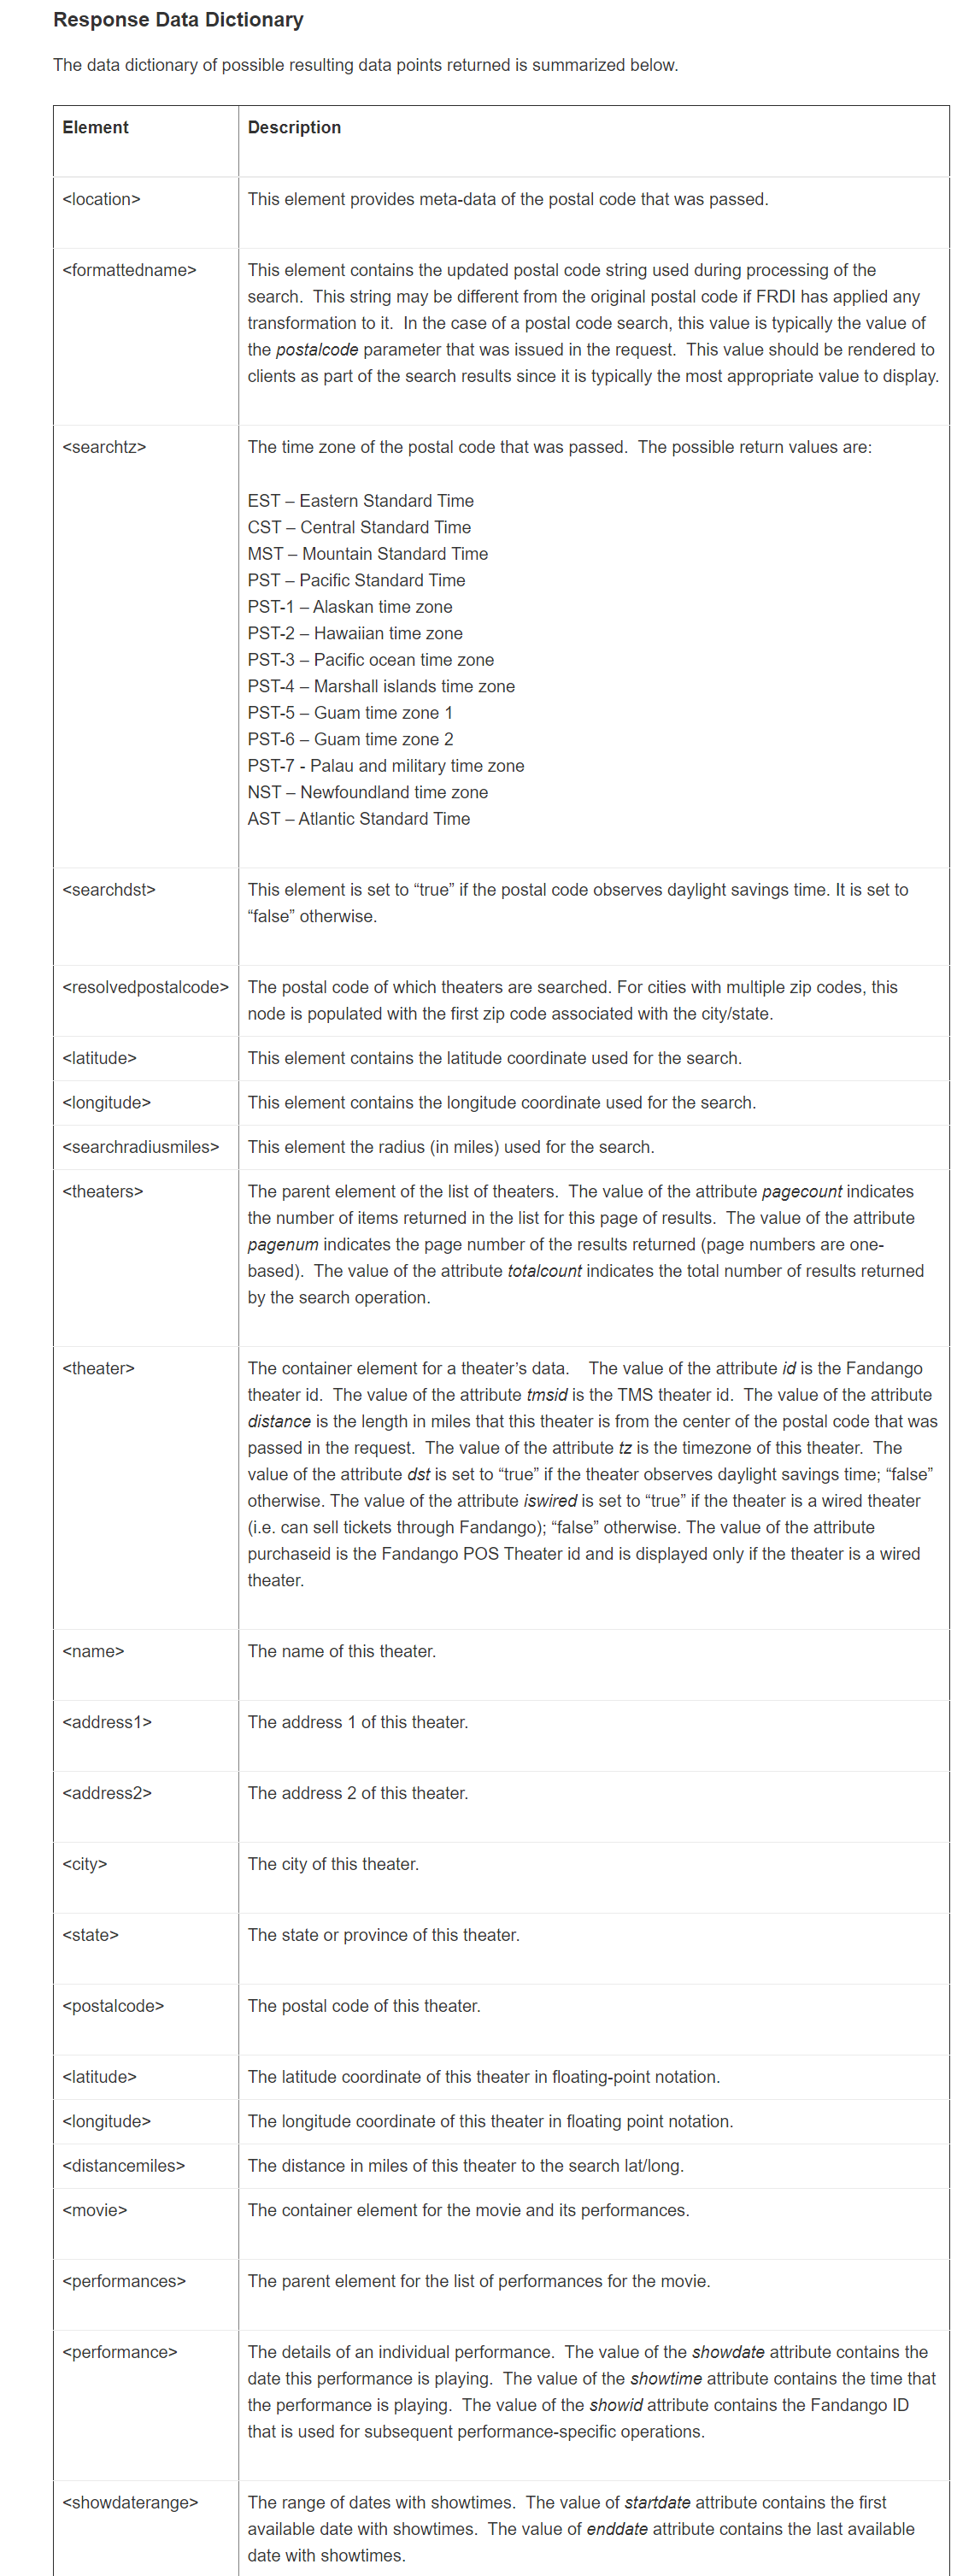 Response Data Dictionary
The data dictionary of possible resulting data points returned is summarized below.
Element
Description
<location>
This element provides meta-data of the postal code that was passed.
<formattedname>
This element contains the updated postal code string used during processing of the
search.  This string may be different from the original postal code if FRDI has applied any
transformation to it.  In the case of a postal code search, this value is typically the value of
the postalcode parameter that was issued in the request.  This value should be rendered to
clients as part of the search results since it is typically the most appropriate value to display.
<searchtz>
The time zone of the postal code that was passed.  The possible return values are:
EST – Eastern Standard Time
CST – Central Standard Time
MST – Mountain Standard Time
PST – Pacific Standard Time
PST-1 – Alaskan time zone
PST-2 – Hawaiian time zone
PST-3 – Pacific ocean time zone
PST-4 – Marshall islands time zone
PST-5 – Guam time zone 1
PST-6 – Guam time zone 2
PST-7 - Palau and military time zone
NST – Newfoundland time zone
AST – Atlantic Standard Time
<searchdst>
This element is set to “true” if the postal code observes daylight savings time. It is set to
“false” otherwise.
<resolvedpostalcode>
The postal code of which theaters are searched. For cities with multiple zip codes, this
node is populated with the first zip code associated with the city/state.
<latitude>
This element contains the latitude coordinate used for the search.
<longitude>
This element contains the longitude coordinate used for the search.
<searchradiusmiles>
This element the radius (in miles) used for the search.
<theaters>
The parent element of the list of theaters.  The value of the attribute pagecount indicates
the number of items returned in the list for this page of results.  The value of the attribute
pagenum indicates the page number of the results returned (page numbers are one-
based).  The value of the attribute totalcount indicates the total number of results returned
by the search operation.
<theater>
The container element for a theater’s data.    The value of the attribute id is the Fandango
theater id.  The value of the attribute tmsid is the TMS theater id.  The value of the attribute
distance is the length in miles that this theater is from the center of the postal code that was
passed in the request.  The value of the attribute tz is the timezone of this theater.  The
value of the attribute dst is set to “true” if the theater observes daylight savings time; “false”
otherwise. The value of the attribute iswired is set to “true” if the theater is a wired theater
(i.e. can sell tickets through Fandango); “false” otherwise. The value of the attribute
purchaseid is the Fandango POS Theater id and is displayed only if the theater is a wired
theater.
<name>
The name of this theater.
<address1>
The address 1 of this theater.
<address2>
The address 2 of this theater.
<city>
The city of this theater.
<state>
The state or province of this theater.
<postalcode>
The postal code of this theater.
<latitude>
The latitude coordinate of this theater in floating-point notation.
<longitude>
The longitude coordinate of this theater in floating point notation.
<distancemiles>
The distance in miles of this theater to the search lat/long.
<movie>
The container element for the movie and its performances.
<performances>
The parent element for the list of performances for the movie.
<performance>
The details of an individual performance.  The value of the showdate attribute contains the
date this performance is playing.  The value of the showtime attribute contains the time that
the performance is playing.  The value of the showid attribute contains the Fandango ID
that is used for subsequent performance-specific operations.
<showdaterange>
The range of dates with showtimes.  The value of startdate attribute contains the first
available date with showtimes.  The value of enddate attribute contains the last available
date with showtimes.